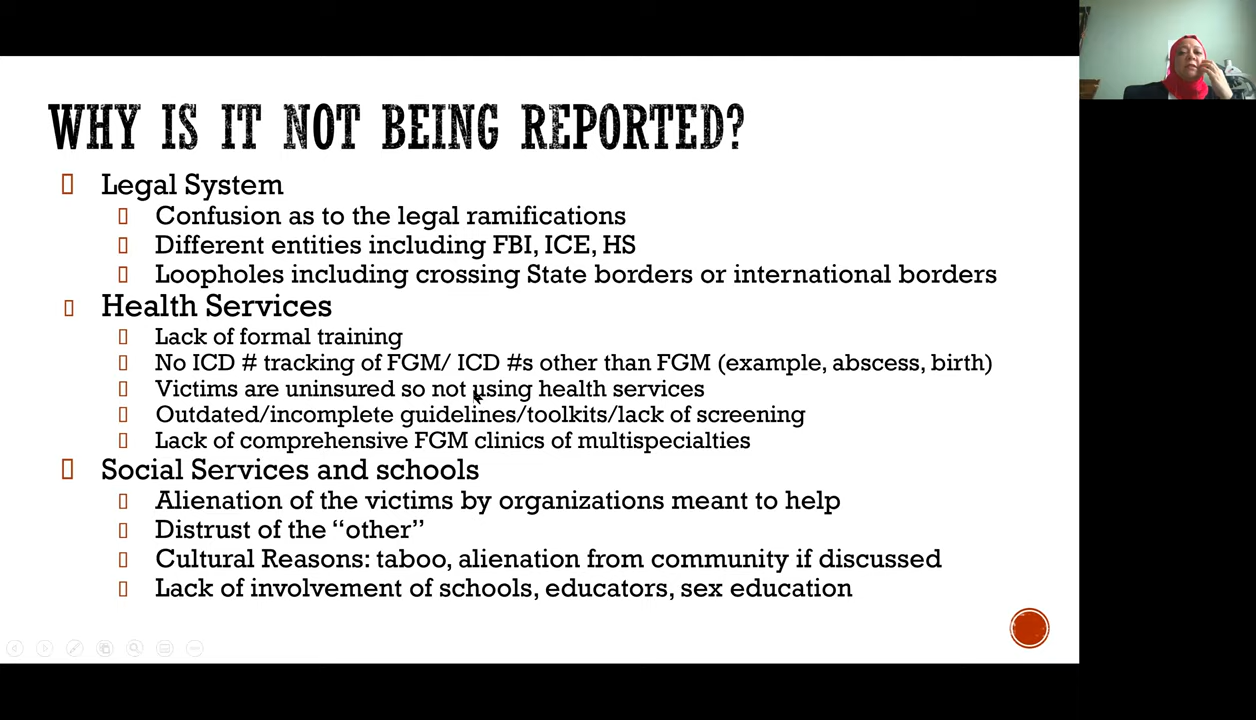 WHY IS IT NOT BEING REPORTED?
Legal System
Confusion as to the legal ramifications
Different entities including FBI, ICE, HS
Loopholes including crossing State borders or international borders
Health Services
Lack of formal training
No ICD # tracking of FGM/ ICD #s other than FGM (example, abscess, birth)
Victims are uninsured so not using health services
Outdated/incomplete guidelines/toolkits/lack of screening
Lack of comprehensive FGM clinics of multispecialties
Social Services and schools
Alienation of the victims by organizations meant to help
Distrust of the “other”
Cultural Reasons: taboo, alienation from community if discussed
Lack of involvement of schools, educators, sex education